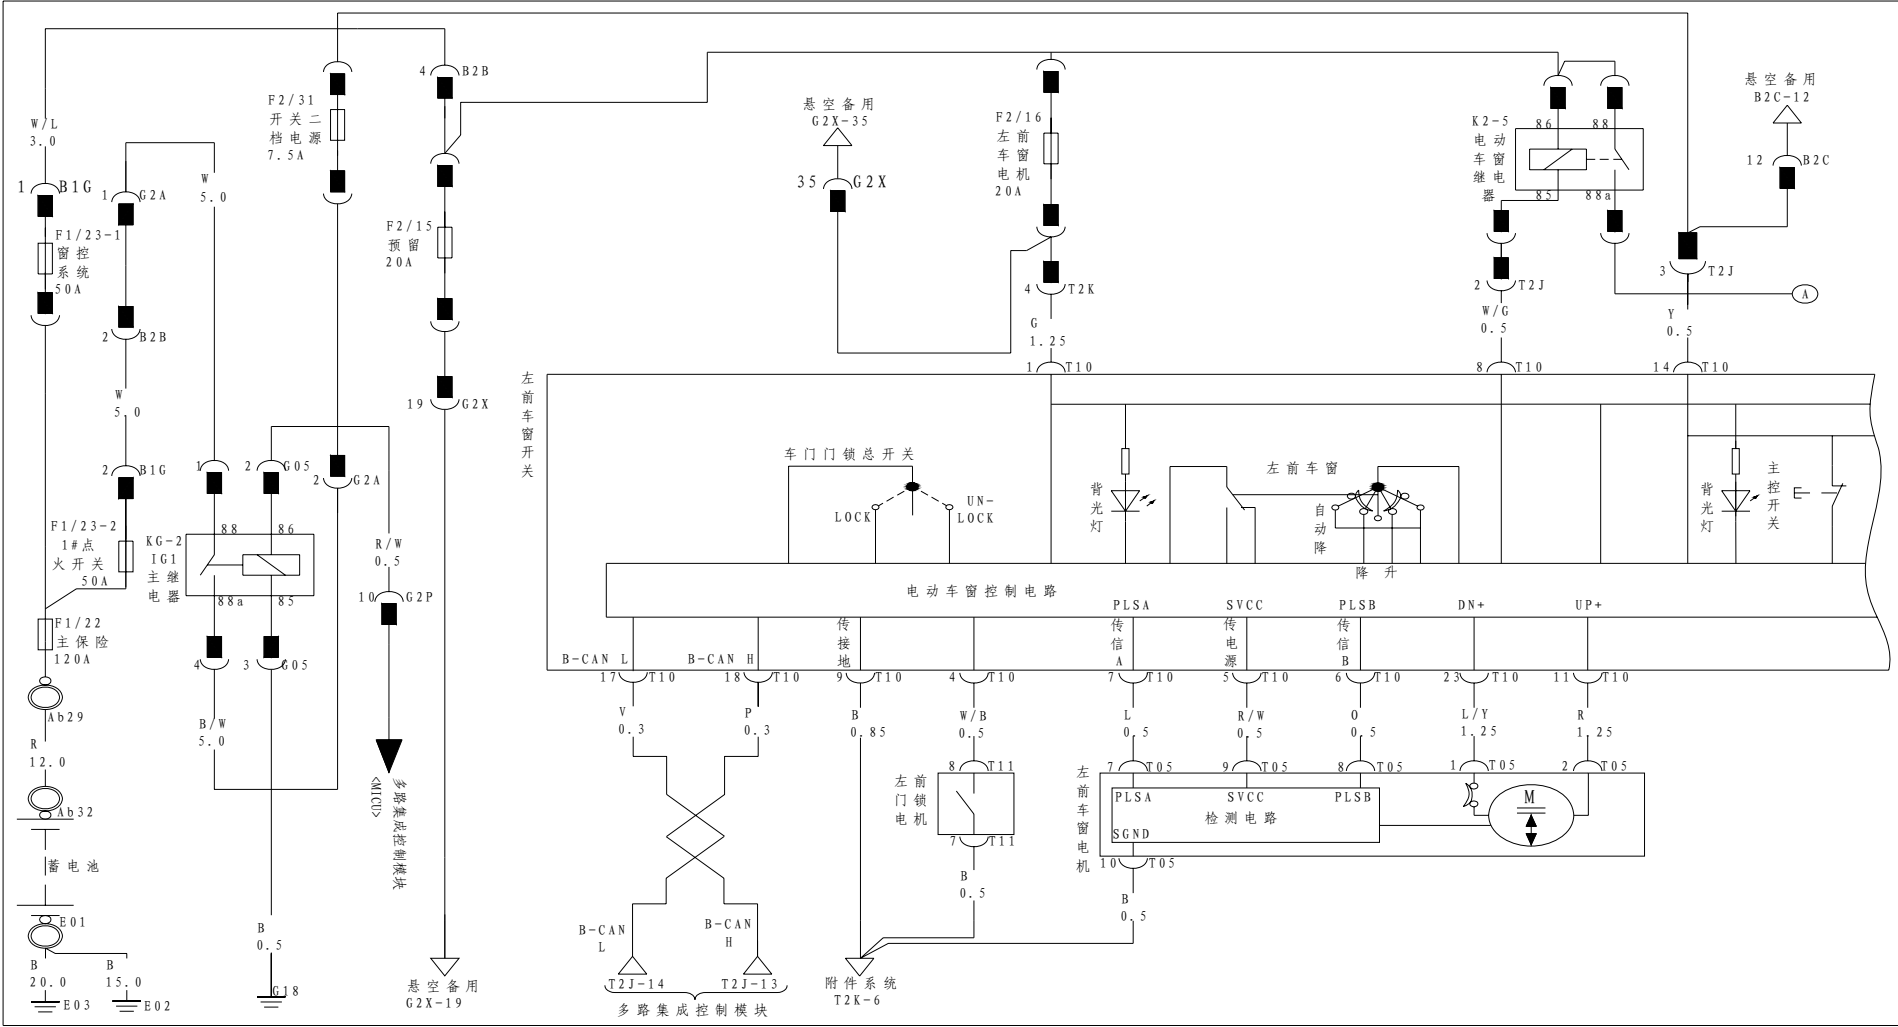 W/L
3.0
1 B1G
F1/23-1
窗控
系统
50A
1 G2A
2 B2B
W
5.0
2 B1G
F1/23-2
1#点
火开关
50A
F1/22
主保险
120A
Ab29
R
12.0
Ab32
蓄电池
E01
B
20.0
E03
B
15.0
E02
W
5.0
F2/31
开关二
档电源
7.5A
1
2 G05
2 G2A
KG-2
IG1
主继
电器
88
86
88a
85
4
3 G05
B/W
5.0
B
0.5
G18
R/W
0.5
10 G2P
多路集成控制模块
<MICU>
4 B2B
F2/15
预留
20A
19 G2X
悬空备用
G2X-19
悬空备用
G2X-35
35 G2X
F2/16
左前
车窗
电机
20A
4 T2K
G
1.25
1 T10
K2-5
电动
车窗
继电
器
86
88
85
88a
2 T2J
W/G
0.5
8 T10
悬空备用
B2C-12
12 B2C
3 T2J
A
Y
0.5
14 T10
左前车窗开关
车门门锁总开关
LOCK
UN-
LOCK
背光灯
左前车窗
自动降
降 升
背光灯
主控开关
电动车窗控制电路
PLSA
SVCC
PLSB
DN+
UP+
B-CAN L
B-CAN H
传接地
传信A
传电源
传信B
17 T10
18 T10
9 T10
4 T10
7 T10
5 T10
6 T10
23 T10
11 T10
V
0.3
P
0.3
B
0.85
W/B
0.5
L
0.5
R/W
0.5
O
0.5
L/Y
1.25
R
1.25
8 T11
左前
门锁
电机
7 T11
B
0.5
左前车窗电机
7 T05
9 T05
8 T05
1 T05
2 T05
PLSA
SVCC
PLSB
检测电路
SGND
M
10 T05
B
0.5
B-CAN
L
B-CAN
H
T2J-14
T2J-13
多路集成控制模块
附件系统
T2K-6